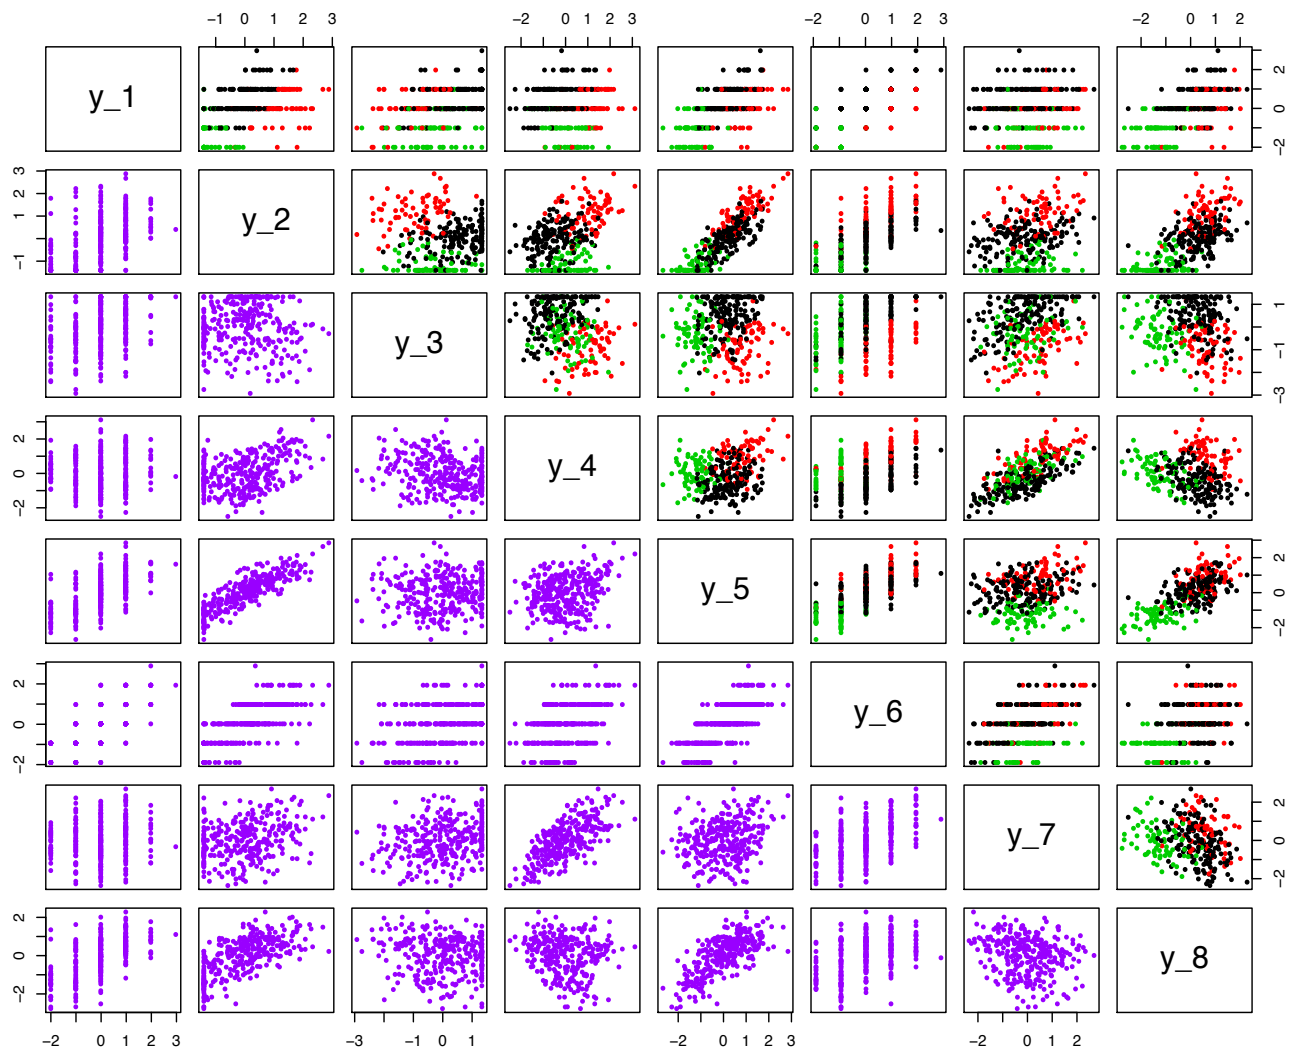 −1 0 1 2 3 −1 0 1 2 3 −2 0 1 2 3 −2 0 1 2
y_1 2 0 −2
3 2 1 −1 y_2
y_3 1 −1 −3
2 0 −2 y_4
y_5 2 0 −2
2 0 −2 y_6
y_7 2 0 −2
2 0 −2 y_8
−2 0 1 2 3 −3 −1 0 1 −2 0 1 2 3 −2 0 1 2